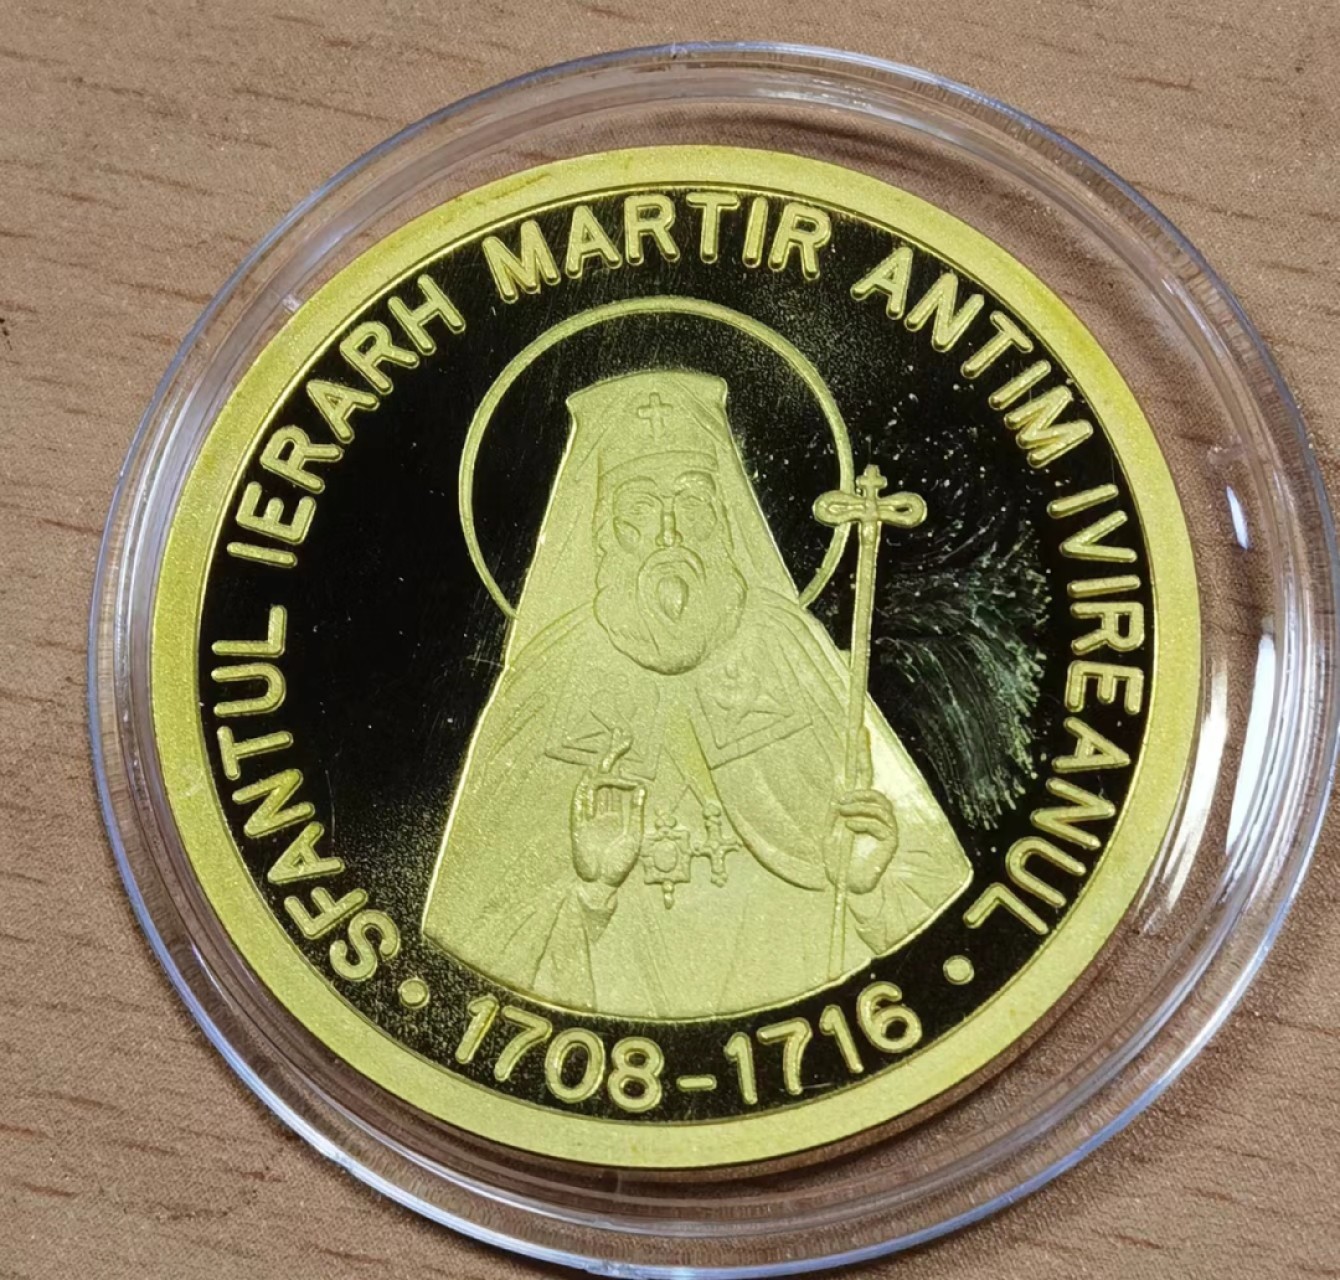 SFANTUL IERARH MARTIR ANTIM IVIREANUL
• 1708-1716 •